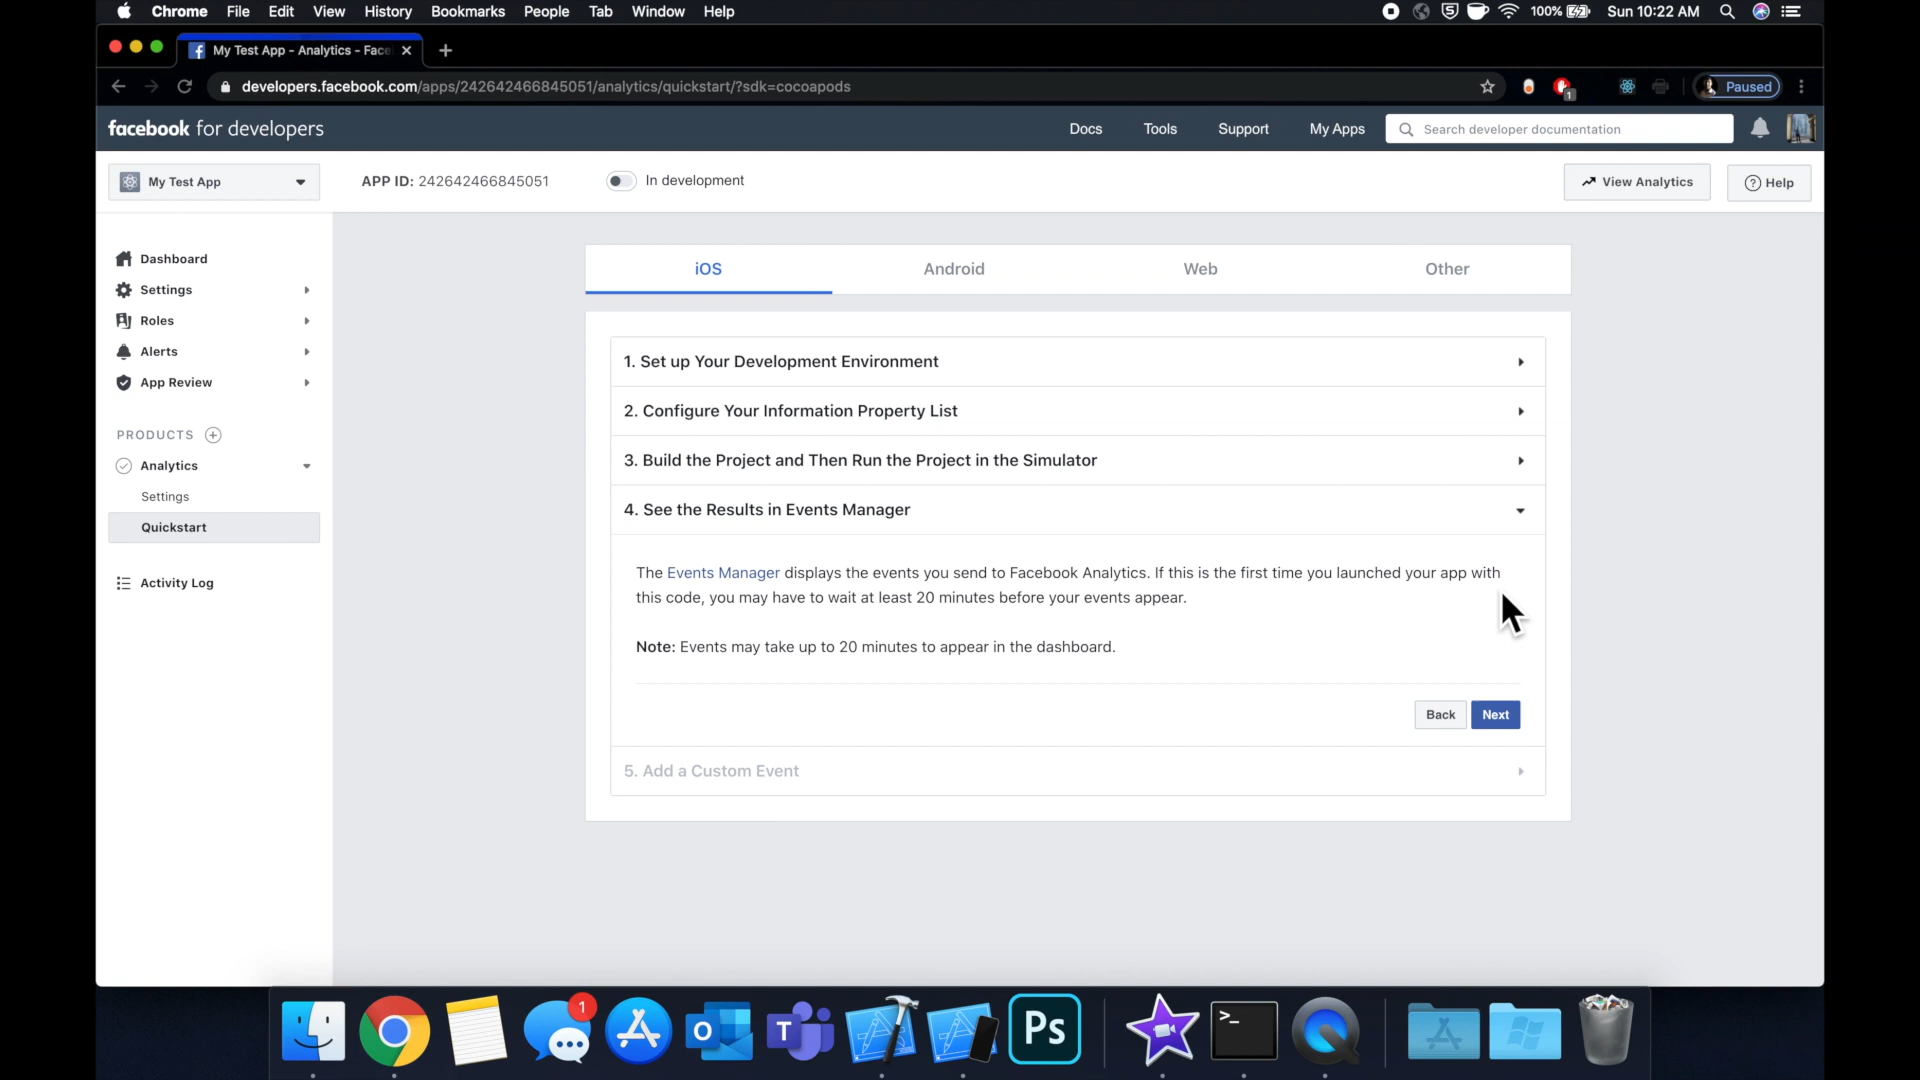 Chrome File Edit View History Bookmarks People Tab Window Help
100% Sun 10:22 AM
My Test App - Analytics - Face
developers.facebook.com/apps/242642466845051/analytics/quickstart/?sdk=cocoapods
1
Paused
facebook for developers
Docs Tools Support My Apps Search developer documentation
My Test App
APP ID: 242642466845051
In development
View Analytics
Help
Dashboard
Settings
Roles
Alerts
App Review
PRODUCTS
Analytics
Settings
Quickstart
Activity Log
iOS Android Web Other
1. Set up Your Development Environment
2. Configure Your Information Property List
3. Build the Project and Then Run the Project in the Simulator
4. See the Results in Events Manager
The Events Manager displays the events you send to Facebook Analytics. If this is the first time you launched your app with
this code, you may have to wait at least 20 minutes before your events appear.
Note: Events may take up to 20 minutes to appear in the dashboard.
Back Next
5. Add a Custom Event
1
O
T
Ps
>_